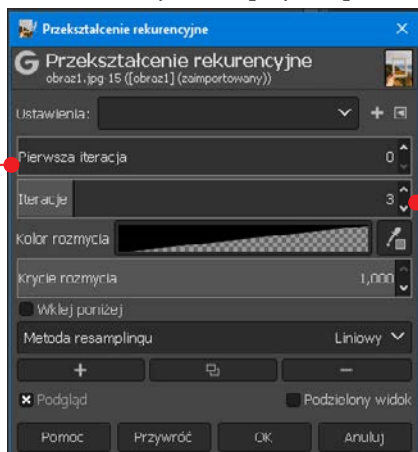 Przekształcenie rekurencyjne
Przekształcenie rekurencyjne
obraz1.jpg 15 ([obraz1] (zaimportowany))
Ustawienia:
Pierwsza iteracja 0
Iteracje 3
Kolor rozmycia
Krycie rozmycia 1,000
Wklej poniżej
Metoda resamplingu Liniowy
Podgląd Podzielony widok
Pomoc Przywróć OK Anuluj